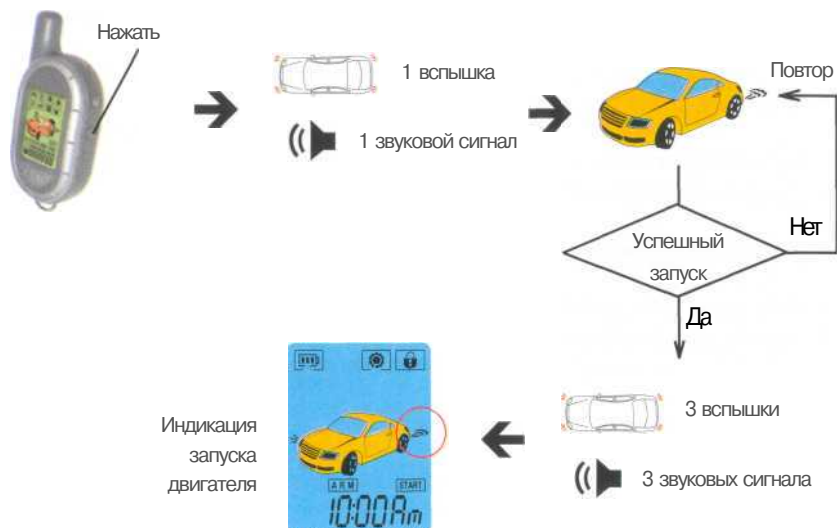 Нажать
1 вспышка
1 звуковой сигнал
Повтор
Успешный
запуск
Нет
Да
3 вспышки
3 звуковых сигнала
Индикация
запуска
двигателя
ARM
START
10:00Am